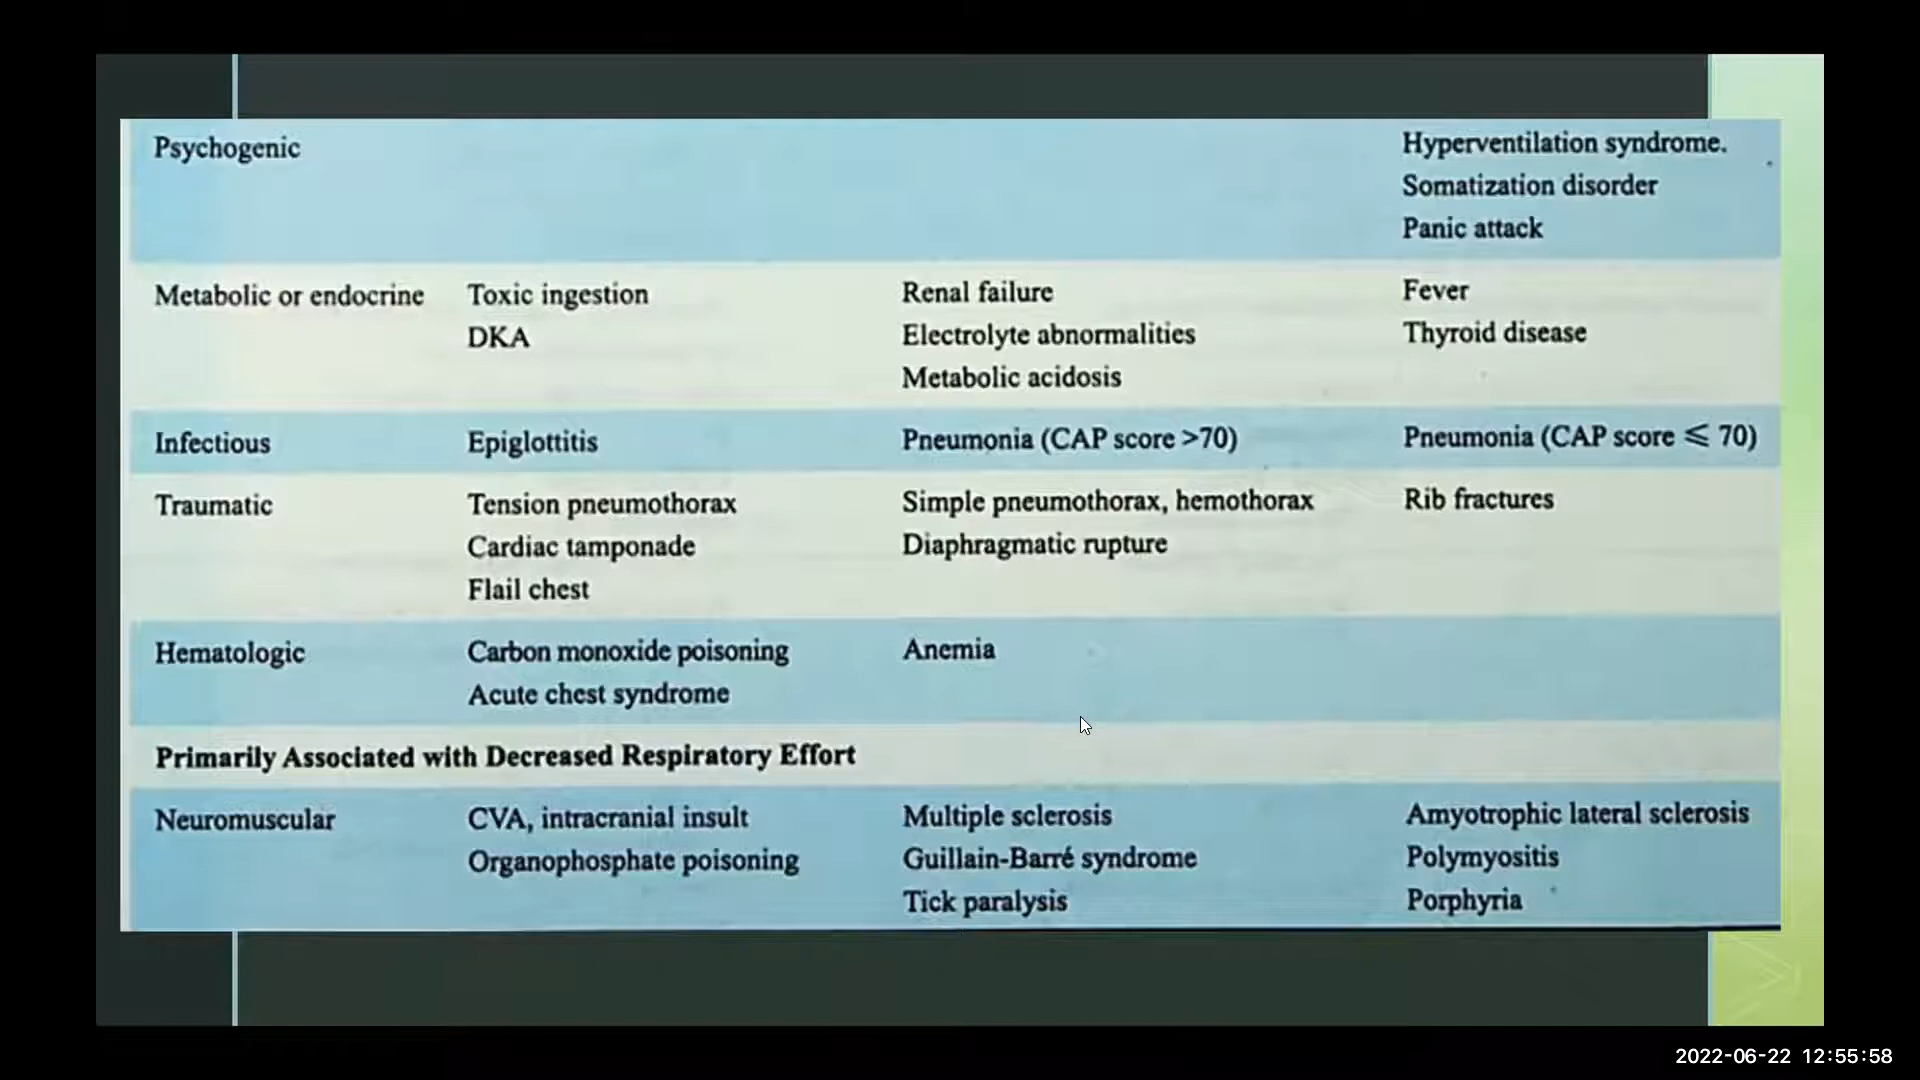 Psychogenic Hyperventilation syndrome.
Somatization disorder
Panic attack
Metabolic or endocrine Toxic ingestion Renal failure Fever
DKA Electrolyte abnormalities Thyroid disease
Metabolic acidosis
Infectious Epiglottitis Pneumonia (CAP score >70) Pneumonia (CAP score ⩽ 70)
Traumatic Tension pneumothorax Simple pneumothorax, hemothorax Rib fractures
Cardiac tamponade Diaphragmatic rupture
Flail chest
Hematologic Carbon monoxide poisoning Anemia
Acute chest syndrome
Primarily Associated with Decreased Respiratory Effort
Neuromuscular CVA, intracranial insult Multiple sclerosis Amyotrophic lateral sclerosis
Organophosphate poisoning Guillain-Barré syndrome Polymyositis
Tick paralysis Porphyria
2022-06-22 12:55:58